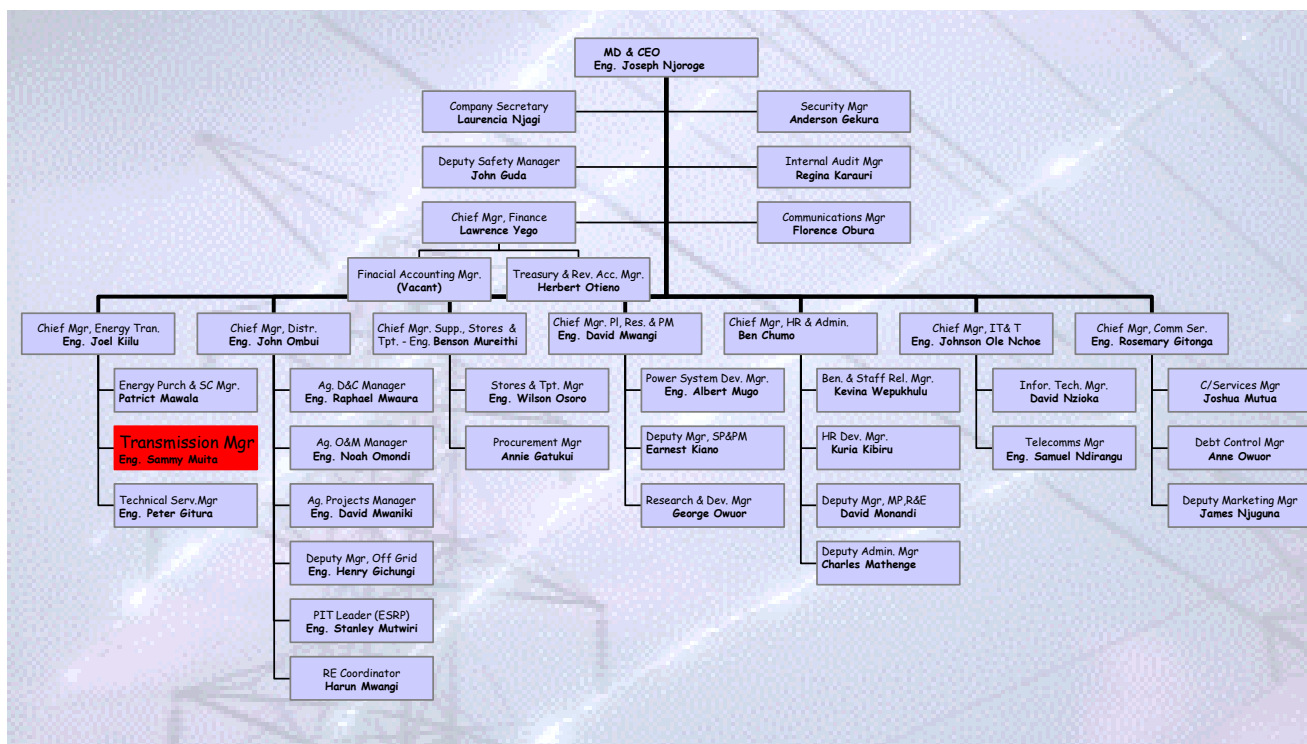 MD & CEO
Eng. Joseph Njoroge
Company Secretary
Laurencia Njagi
Security Mgr
Anderson Gekura
Deputy Safety Manager
John Guda
Internal Audit Mgr
Regina Karauri
Chief Mgr, Finance
Lawrence Yego
Communications Mgr
Florence Obura
Finacial Accounting Mgr.
(Vacant)
Treasury & Rev. Acc. Mgr.
Herbert Otieno
Chief Mgr, Energy Tran.
Eng. Joel Kiilu
Chief Mgr, Distr.
Eng. John Ombui
Chief Mgr. Supp., Stores &
Tpt. - Eng. Benson Mureithi
Chief Mgr. Pl, Res. & PM
Eng. David Mwangi
Chief Mgr, HR & Admin.
Ben Chumo
Chief Mgr, IT& T
Eng. Johnson Ole Nchoe
Chief Mgr, Comm Ser.
Eng. Rosemary Gitonga
Energy Purch & SC Mgr.
Patrict Mawala
Transmission Mgr
Eng. Sammy Muita
Technical Serv.Mgr
Eng. Peter Gitura
Ag. D&C Manager
Eng. Raphael Mwaura
Ag. O&M Manager
Eng. Noah Omondi
Ag. Projects Manager
Eng. David Mwaniki
Deputy Mgr, Off Grid
Eng. Henry Gichungi
PIT Leader (ESRP)
Eng. Stanley Mutwiri
RE Coordinator
Harun Mwangi
Stores & Tpt. Mgr
Eng. Wilson Osoro
Procurement Mgr
Annie Gatukui
Power System Dev. Mgr.
Eng. Albert Mugo
Deputy Mgr, SP&PM
Earnest Kiano
Research & Dev. Mgr
George Owuor
Ben. & Staff Rel. Mgr.
Kevina Wepukhulu
HR Dev. Mgr.
Kuria Kibiru
Deputy Mgr, MP,R&E
David Monandi
Deputy Admin. Mgr
Charles Mathenge
Infor. Tech. Mgr.
David Nzioka
Telecomms Mgr
Eng. Samuel Ndirangu
C/Services Mgr
Joshua Mutua
Debt Control Mgr
Anne Owuor
Deputy Marketing Mgr
James Njuguna